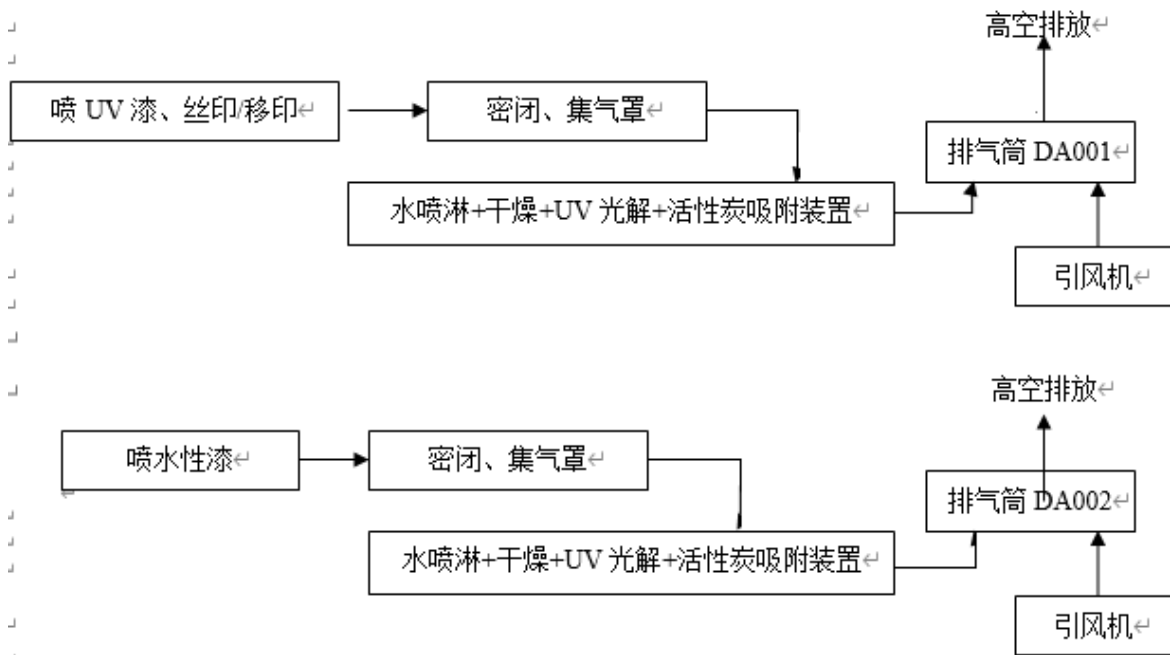 高空排放
喷 UV 漆、丝印/移印
密闭、集气罩
排气筒 DA001
水喷淋+干燥+UV 光解+活性炭吸附装置
引风机
高空排放
喷水性漆
密闭、集气罩
排气筒 DA002
水喷淋+干燥+UV 光解+活性炭吸附装置
引风机